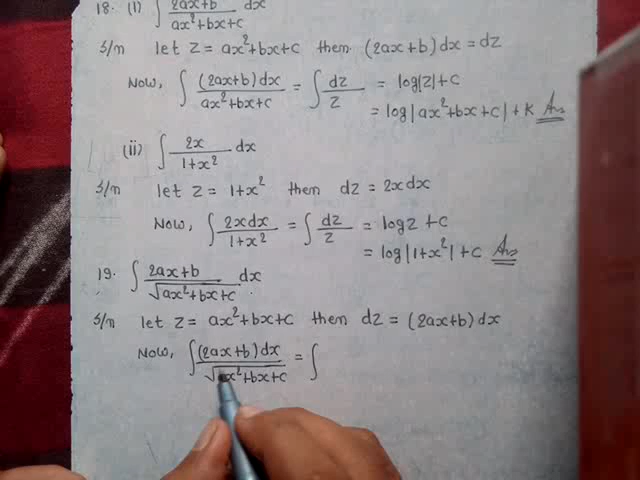 18. (i) ∫ (2ax+b)/(ax²+bx+c) dx
S/n let z = ax²+bx+c then (2ax+b)dx = dz
Now, ∫ (2ax+b)dx/(ax²+bx+c) = ∫ dz/z = log|z|+c
= log|ax²+bx+c|+K Ans
(ii) ∫ 2x/(1+x²) dx
S/n let z = 1+x² then dz = 2xdx
Now, ∫ 2xdx/(1+x²) = ∫ dz/z = logz+c
= log|1+x²|+c Ans
19. ∫ (2ax+b)/√(ax²+bx+c) dx
S/n let z = ax²+bx+c then dz = (2ax+b)dx
Now, ∫ (2ax+b)dx/√(ax²+bx+c) = ∫